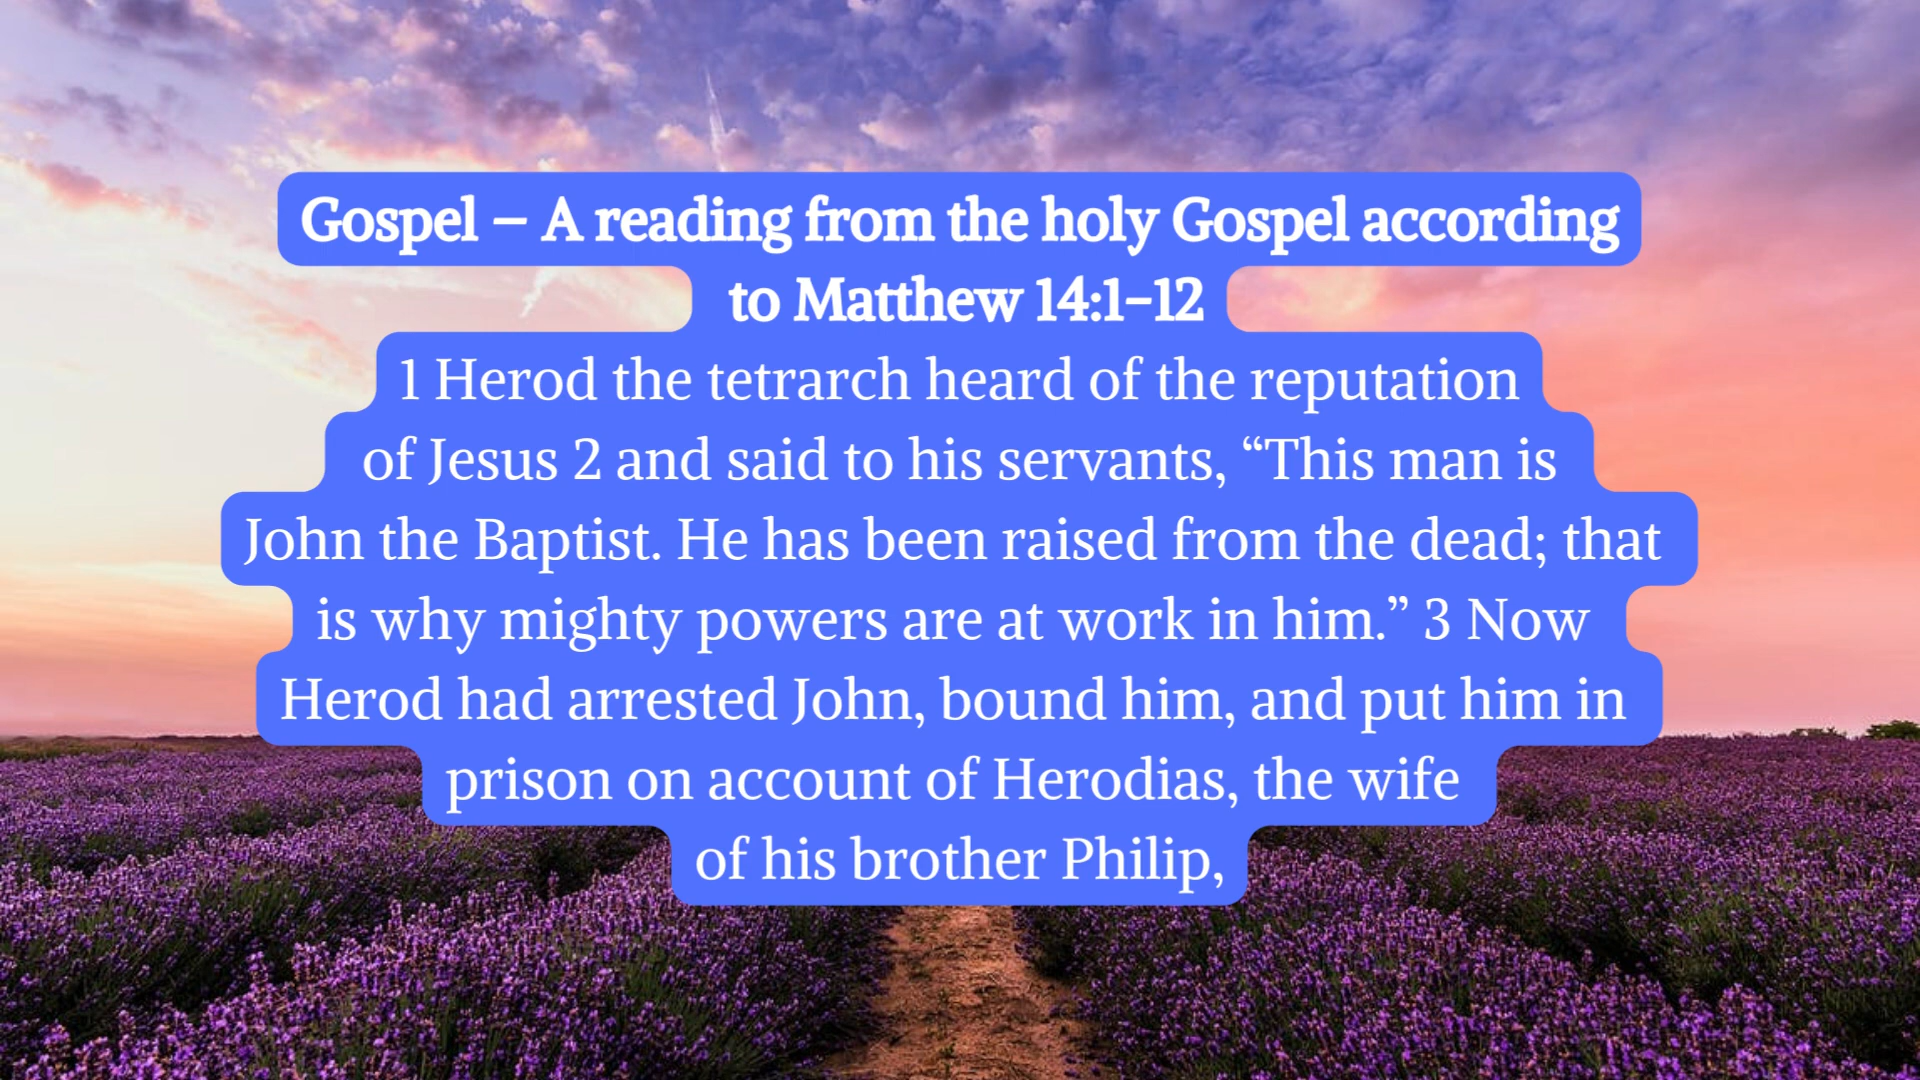 Gospel – A reading from the holy Gospel according
to Matthew 14:1–12
1 Herod the tetrarch heard of the reputation
of Jesus 2 and said to his servants, “This man is
John the Baptist. He has been raised from the dead; that
is why mighty powers are at work in him.” 3 Now
Herod had arrested John, bound him, and put him in
prison on account of Herodias, the wife
of his brother Philip,